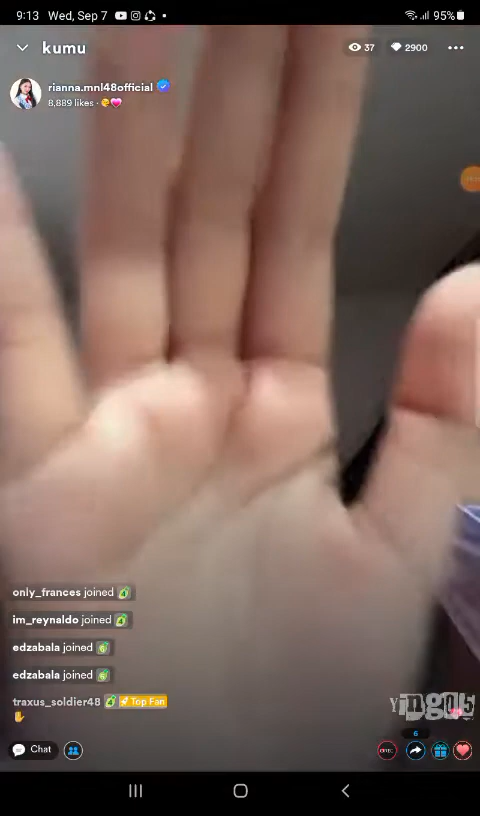 9:13 Wed, Sep 7 95%
kumu 37 2900
rianna.mnl48official
8,889 likes
only_frances joined
im_reynaldo joined
edzabala joined
edzabala joined
traxus_soldier48 Top Fan
Yingo5
Chat
6